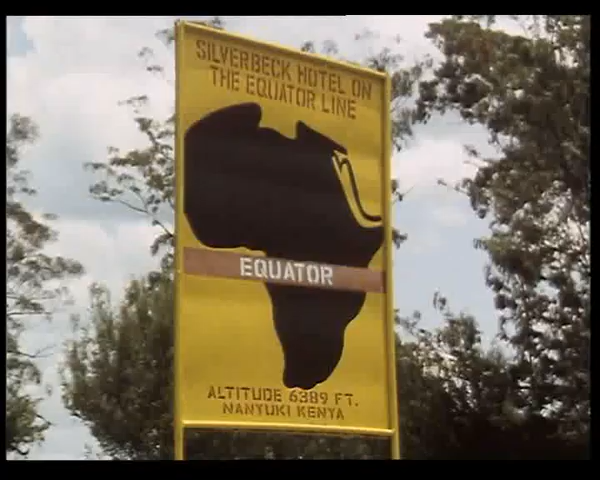 SILVERBECK HOTEL ON
THE EQUATOR LINE
EQUATOR
ALTITUDE 6389 FT.
NANYUKI KENYA